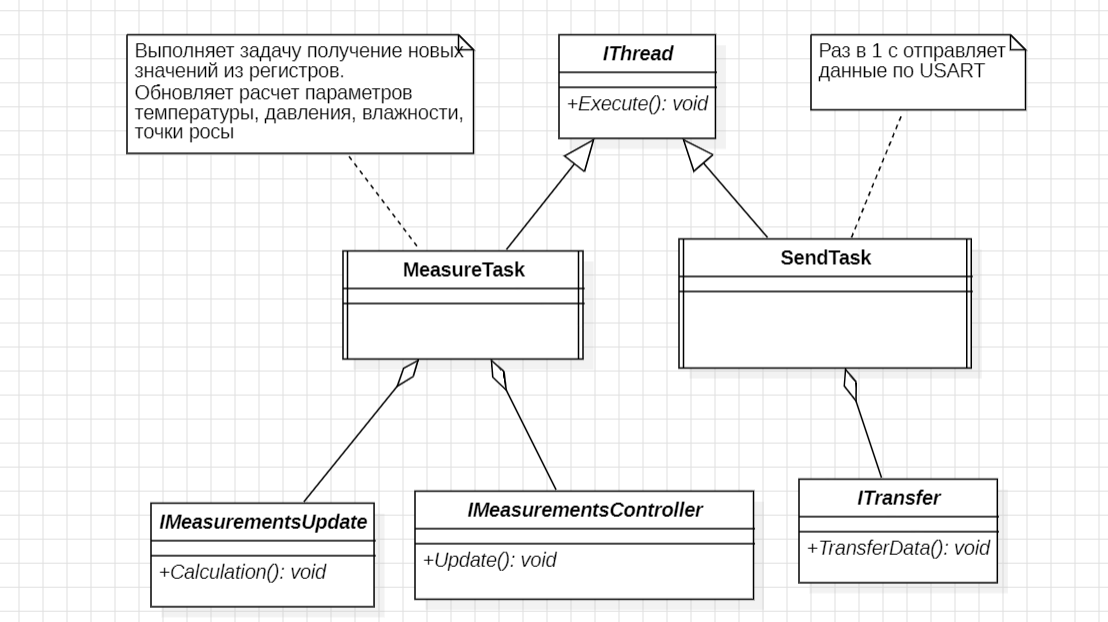 Выполняет задачу получение новых
значений из регистров.
Обновляет расчет параметров
температуры, давления, влажности,
точки росы
IThread
+Execute(): void
Раз в 1 с отправляет
данные по USART
MeasureTask
SendTask
IMeasurementsUpdate
+Calculation(): void
IMeasurementsController
+Update(): void
ITransfer
+TransferData(): void